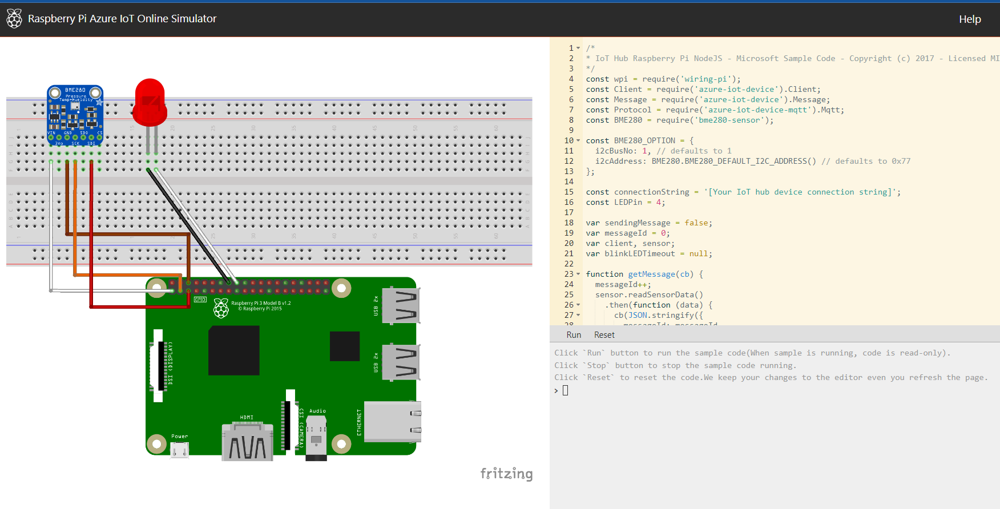 Raspberry Pi Azure IoT Online Simulator
Help
BME280
Pressure
Temp+Humidity
VIN GND SDO CS
3Vo SCK SDI
GPIO
Raspberry Pi 3 Model B v1.2
© Raspberry Pi 2015
USB 2x
DSI (DISPLAY)
USB 2x
CSI (CAMERA)
Audio
ETHERNET
HDMI
Power
fritzing
1 /*
2 * IoT Hub Raspberry Pi NodeJS - Microsoft Sample Code - Copyright (c) 2017 - Licensed MI
3 */
4 const wpi = require('wiring-pi');
5 const Client = require('azure-iot-device').Client;
6 const Message = require('azure-iot-device').Message;
7 const Protocol = require('azure-iot-device-mqtt').Mqtt;
8 const BME280 = require('bme280-sensor');
9
10 const BME280_OPTION = {
11 i2cBusNo: 1, // defaults to 1
12 i2cAddress: BME280.BME280_DEFAULT_I2C_ADDRESS() // defaults to 0x77
13 };
14
15 const connectionString = '[Your IoT hub device connection string]';
16 const LEDPin = 4;
17
18 var sendingMessage = false;
19 var messageId = 0;
20 var client, sensor;
21 var blinkLEDTimeout = null;
22
23 function getMessage(cb) {
24 messageId++;
25 sensor.readSensorData()
26 .then(function (data) {
27 cb(JSON.stringify({
28 messageId: messageId
Run Reset
Click `Run` button to run the sample code(When sample is running, code is read-only).
Click `Stop` button to stop the sample code running.
Click `Reset` to reset the code.We keep your changes to the editor even you refresh the page.
>